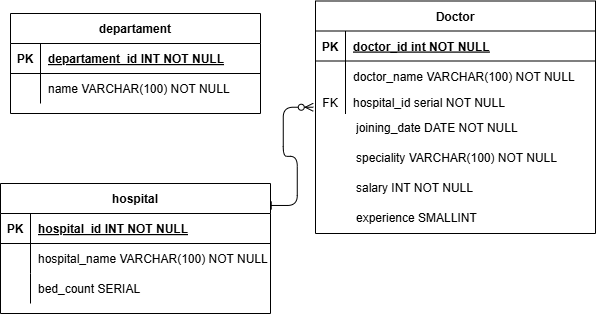 departament
PK departament_id INT NOT NULL
name VARCHAR(100) NOT NULL
Doctor
PK doctor_id int NOT NULL
doctor_name VARCHAR(100) NOT NULL
FK hospital_id serial NOT NULL
joining_date DATE NOT NULL
speciality VARCHAR(100) NOT NULL
salary INT NOT NULL
experience SMALLINT
hospital
PK hospital_id INT NOT NULL
hospital_name VARCHAR(100) NOT NULL
bed_count SERIAL